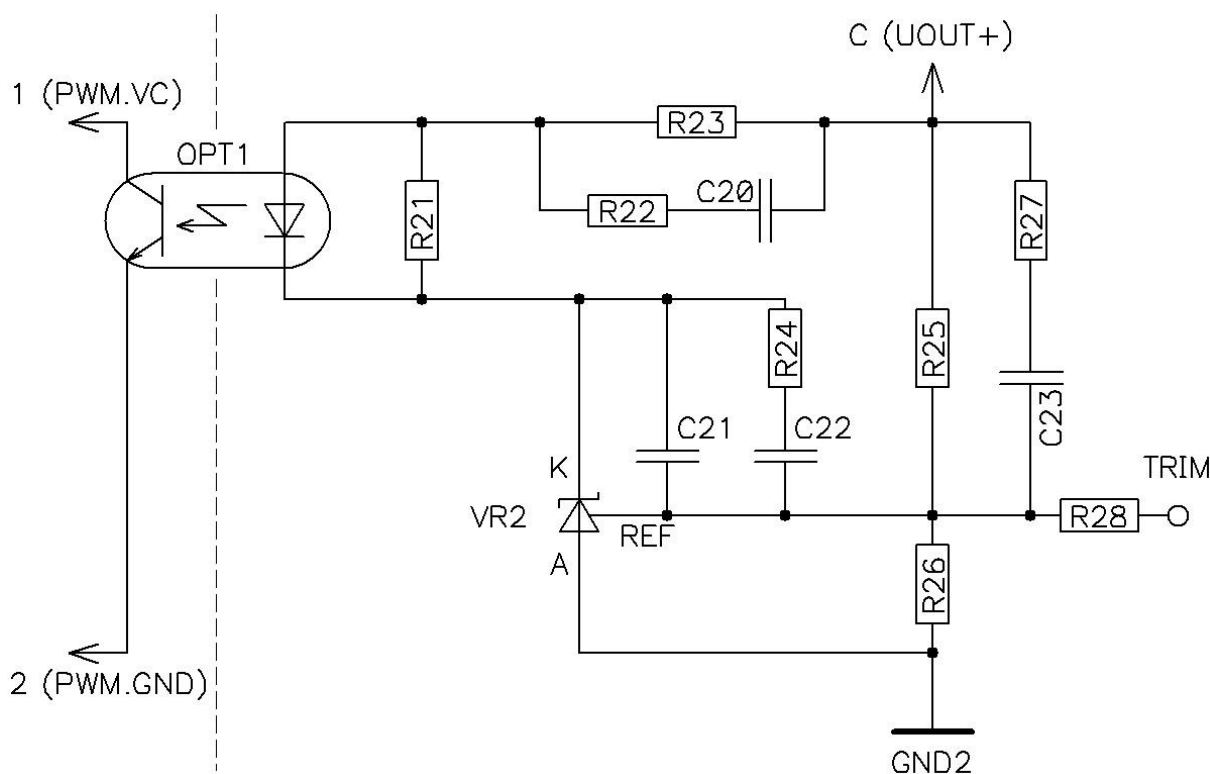 C (UOUT+)
1 (PWM.VC)
OPT1
R23
C20
R22
R21
R27
R24
R25
C21
C22
C23
K
VR2
REF
A
TRIM
R28
R26
2 (PWM.GND)
GND2